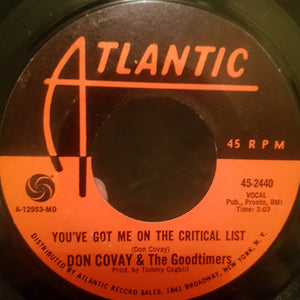 ATLANTIC
45 RPM
A-12953-MO
45-2440
VOCAL
Pub., Pronto, BMI
Time: 2:03
YOU'VE GOT ME ON THE CRITICAL LIST
(Don Covay)
DON COVAY & The Goodtimers
Prod. by Tommy Cogbill
DISTRIBUTED BY ATLANTIC RECORD SALES, 1841 BROADWAY, NEW YORK, N. Y.